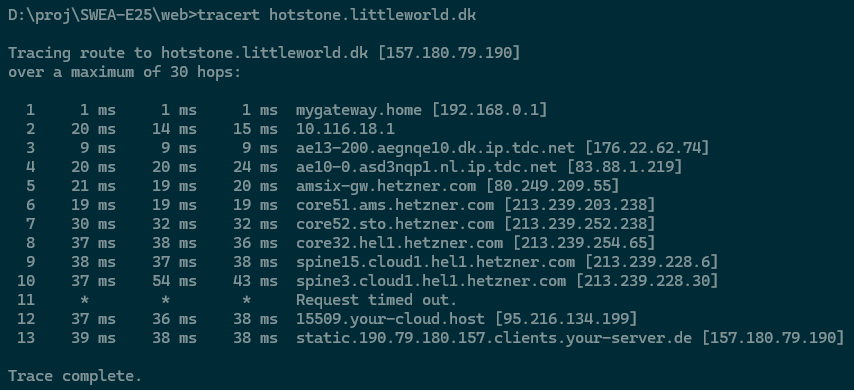 D:\proj\SWEA-E25\web>tracert hotstone.littleworld.dk
Tracing route to hotstone.littleworld.dk [157.180.79.190]
over a maximum of 30 hops:
1 1 ms 1 ms 1 ms mygateway.home [192.168.0.1]
2 20 ms 14 ms 15 ms 10.116.18.1
3 9 ms 9 ms 9 ms ae13-200.aegnqe10.dk.ip.tdc.net [176.22.62.74]
4 20 ms 20 ms 24 ms ae10-0.asd3nqp1.nl.ip.tdc.net [83.88.1.219]
5 21 ms 19 ms 20 ms amsix-gw.hetzner.com [80.249.209.55]
6 19 ms 19 ms 19 ms core51.ams.hetzner.com [213.239.203.238]
7 30 ms 32 ms 32 ms core52.sto.hetzner.com [213.239.252.238]
8 37 ms 38 ms 36 ms core32.hel1.hetzner.com [213.239.254.65]
9 38 ms 37 ms 38 ms spine15.cloud1.hel1.hetzner.com [213.239.228.6]
10 37 ms 54 ms 43 ms spine3.cloud1.hel1.hetzner.com [213.239.228.30]
11 * * * Request timed out.
12 37 ms 36 ms 38 ms 15509.your-cloud.host [95.216.134.199]
13 39 ms 38 ms 38 ms static.190.79.180.157.clients.your-server.de [157.180.79.190]
Trace complete.